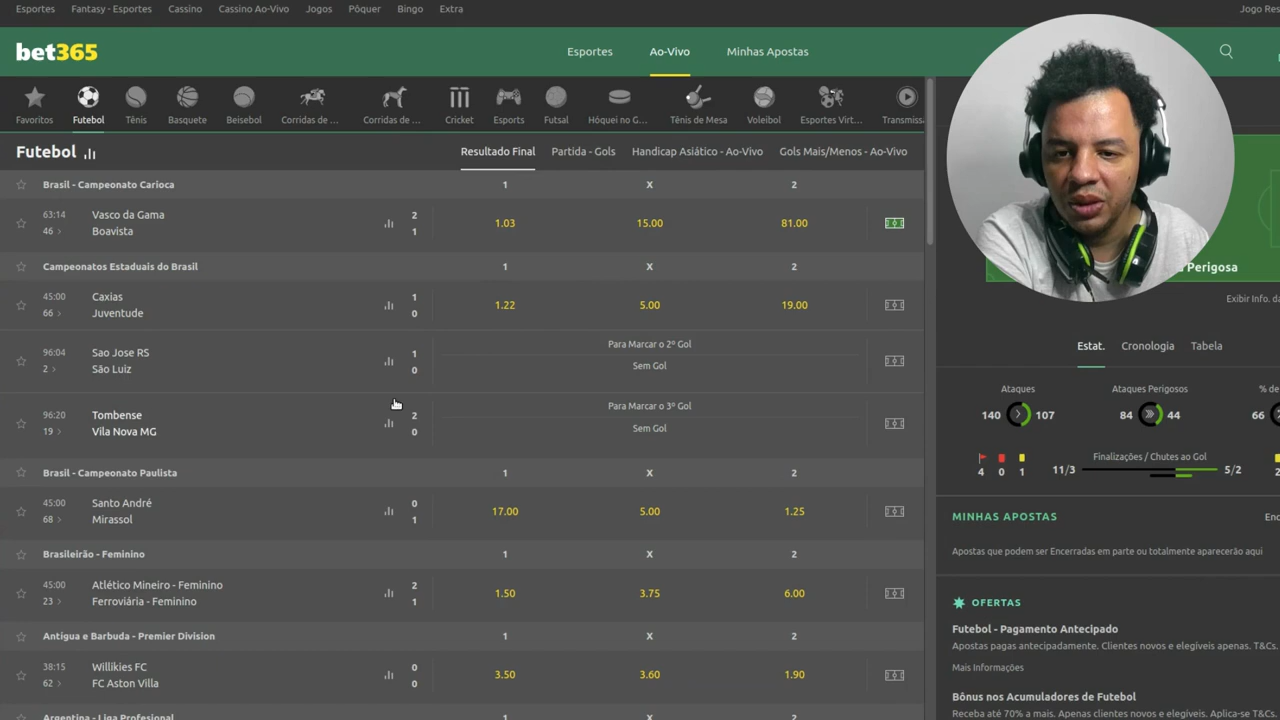 Esportes Fantasy - Esportes Cassino Cassino Ao-Vivo Jogos Pôquer Bingo Extra Jogo Res
bet365 Esportes Ao-Vivo Minhas Apostas
Favoritos Futebol Tênis Basquete Beisebol Corridas de ... Corridas de ... Cricket Esports Futsal Hóquei no G... Tênis de Mesa Voleibol Esportes Virt... Transmiss
Futebol Resultado Final Partida - Gols Handicap Asiático - Ao-Vivo Gols Mais/Menos - Ao-Vivo
Brasil - Campeonato Carioca 1 X 2
63:14 Vasco da Gama 2
46 > Boavista 1
1.03 15.00 81.00
Campeonatos Estaduais do Brasil 1 X 2
45:00 Caxias 1
66 > Juventude 0
1.22 5.00 19.00
96:04 Sao Jose RS 1
2 > São Luiz 0
Para Marcar o 2º Gol
Sem Gol
96:20 Tombense 2
19 > Vila Nova MG 0
Para Marcar o 3º Gol
Sem Gol
Brasil - Campeonato Paulista 1 X 2
45:00 Santo André 0
68 > Mirassol 1
17.00 5.00 1.25
Brasileirão - Feminino 1 X 2
45:00 Atlético Mineiro - Feminino 2
23 > Ferroviária - Feminino 1
1.50 3.75 6.00
Antigua e Barbuda - Premier Division 1 X 2
38:15 Willikies FC 0
62 > FC Aston Villa 0
3.50 3.60 1.90
Argentina - Liga Profesional 1 X 2
Perigosa
Exibir Info. da
Estat. Cronologia Tabela
Ataques Ataques Perigosos % de
140 107 84 44 66
Finalizações / Chutes ao Gol
4 0 1 11/3 5/2
MINHAS APOSTAS Enc
Apostas que podem ser Encerradas em parte ou totalmente aparecerão aqui
OFERTAS
Futebol - Pagamento Antecipado
Apostas pagas antecipadamente. Clientes novos e elegíveis apenas. T&Cs.
Mais Informações
Bônus nos Acumuladores de Futebol
Receba até 70% a mais. Apenas clientes novos e elegíveis. Aplica-se T&Cs.